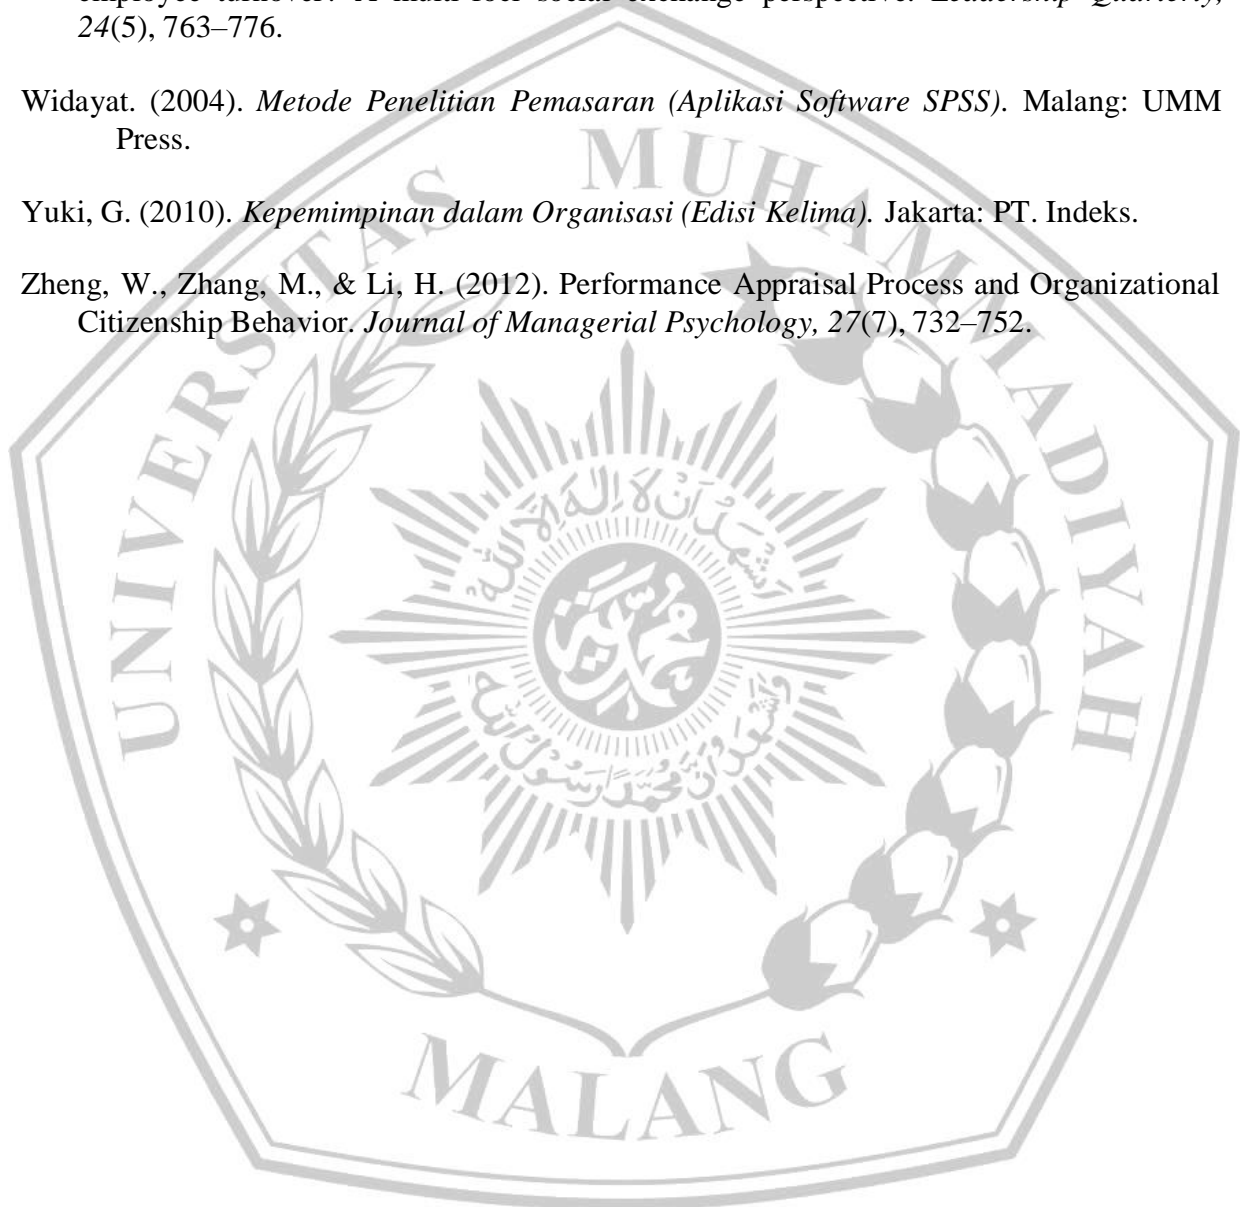 employee turnover? A multi-foci social exchange perspective. Leadership Quarterly,
24(5), 763–776.
Widayat. (2004). Metode Penelitian Pemasaran (Aplikasi Software SPSS). Malang: UMM
Press.
Yuki, G. (2010). Kepemimpinan dalam Organisasi (Edisi Kelima). Jakarta: PT. Indeks.
Zheng, W., Zhang, M., & Li, H. (2012). Performance Appraisal Process and Organizational
Citizenship Behavior. Journal of Managerial Psychology, 27(7), 732–752.
UNIVERSITAS MUHAMMADIYAH
MALANG